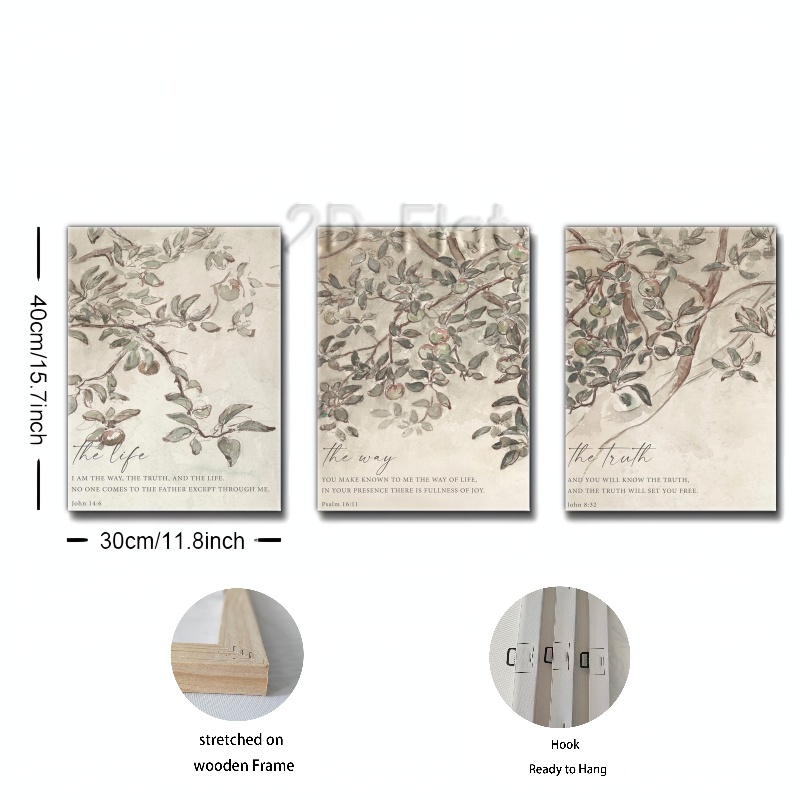 2D Flat
40cm/15.7inch
the life
I AM THE WAY, THE TRUTH, AND THE LIFE.
NO ONE COMES TO THE FATHER EXCEPT THROUGH ME.
John 14:6
the way
YOU MAKE KNOWN TO ME THE WAY OF LIFE,
IN YOUR PRESENCE THERE IS FULLNESS OF JOY.
Psalm 16:11
the truth
AND YOU WILL KNOW THE TRUTH,
AND THE TRUTH WILL SET YOU FREE.
John 8:32
30cm/11.8inch
stretched on
wooden Frame
Hook
Ready to Hang